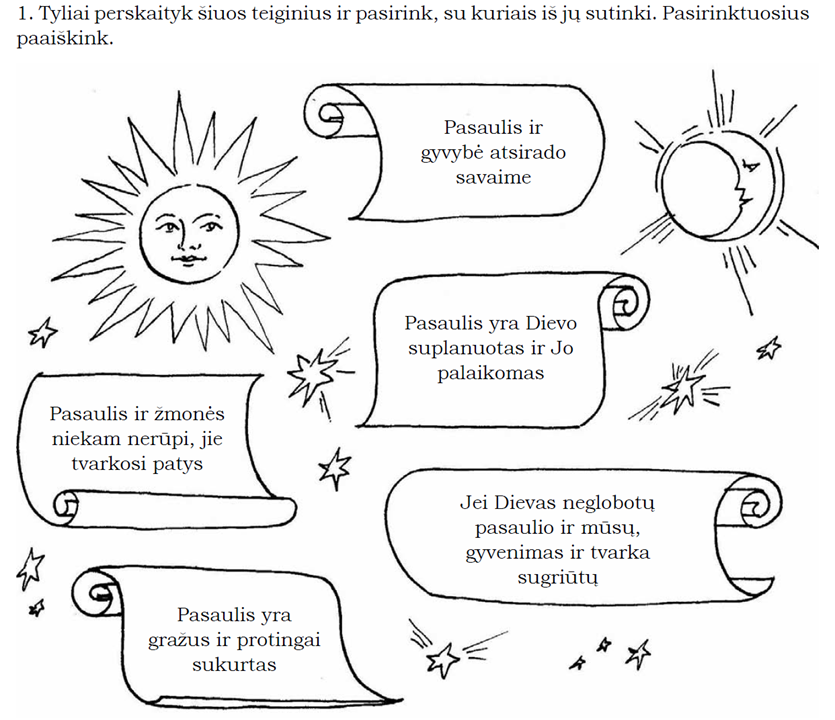 1. Tyliai perskaityk šiuos teiginius ir pasirink, su kuriais iš jų sutinki. Pasirinktuosius
paaiškink.
Pasaulis ir
gyvybė atsirado
savaime
Pasaulis yra Dievo
suplanuotas ir Jo
palaikomas
Pasaulis ir žmonės
niekam nerūpi, jie
tvarkosi patys
Jei Dievas neglobotų
pasaulio ir mūsų,
gyvenimas ir tvarka
sugriūtų
Pasaulis yra
gražus ir protingai
sukurtas